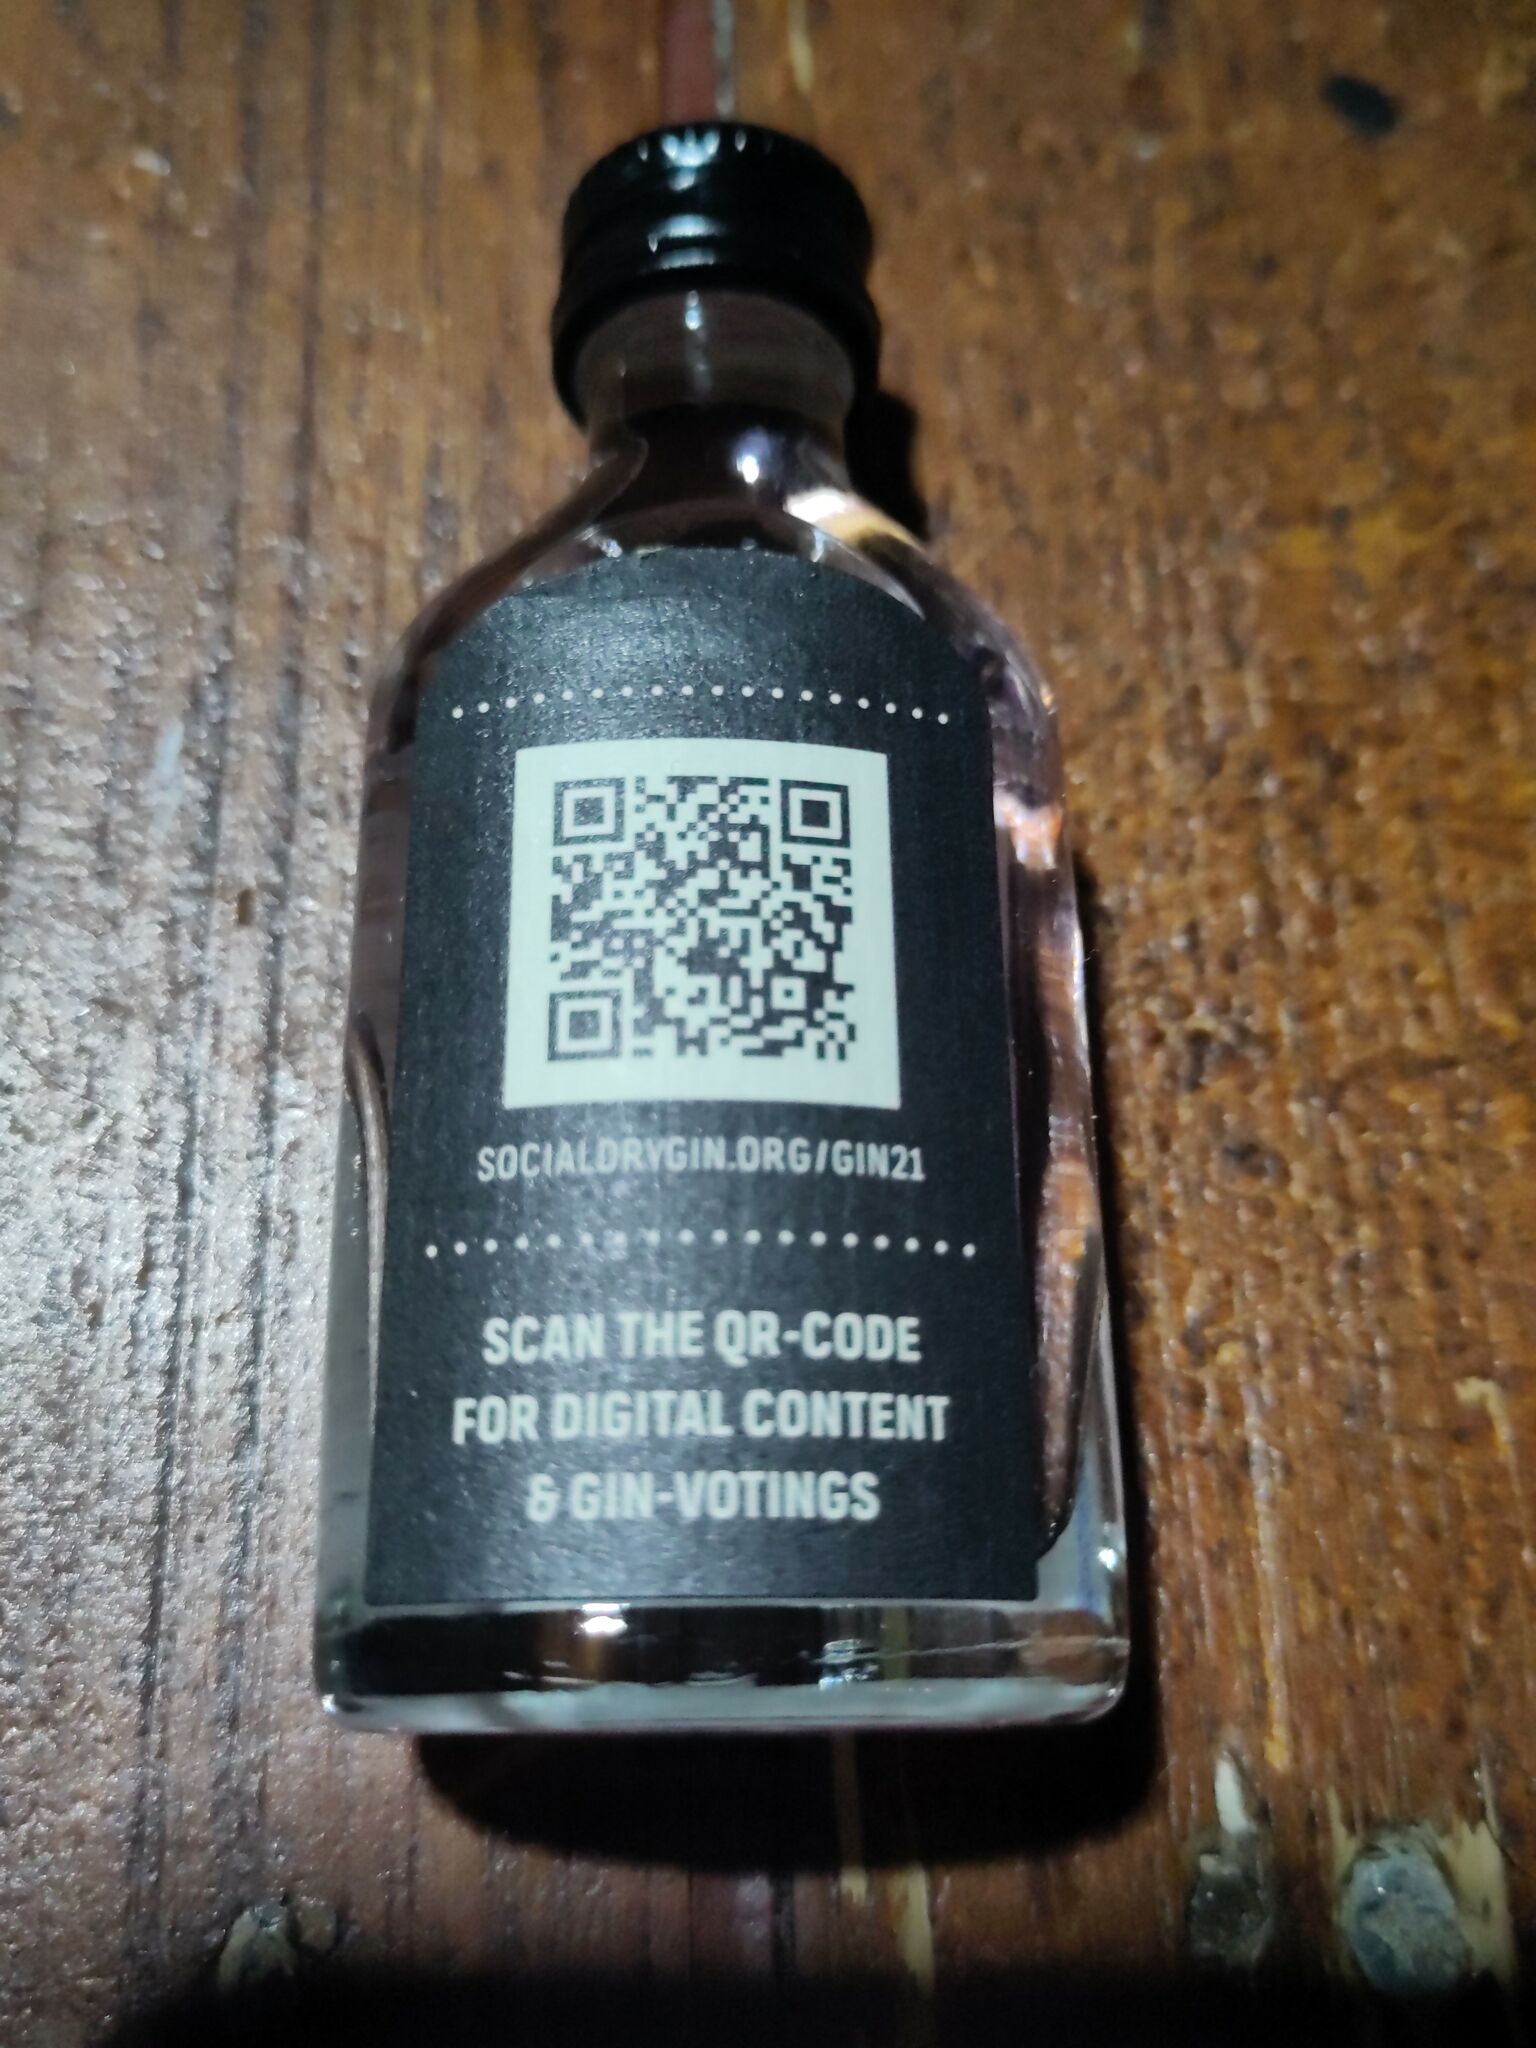 SOCIALDRYGIN.ORG/GIN21
SCAN THE QR-CODE
FOR DIGITAL CONTENT
& GIN-VOTINGS